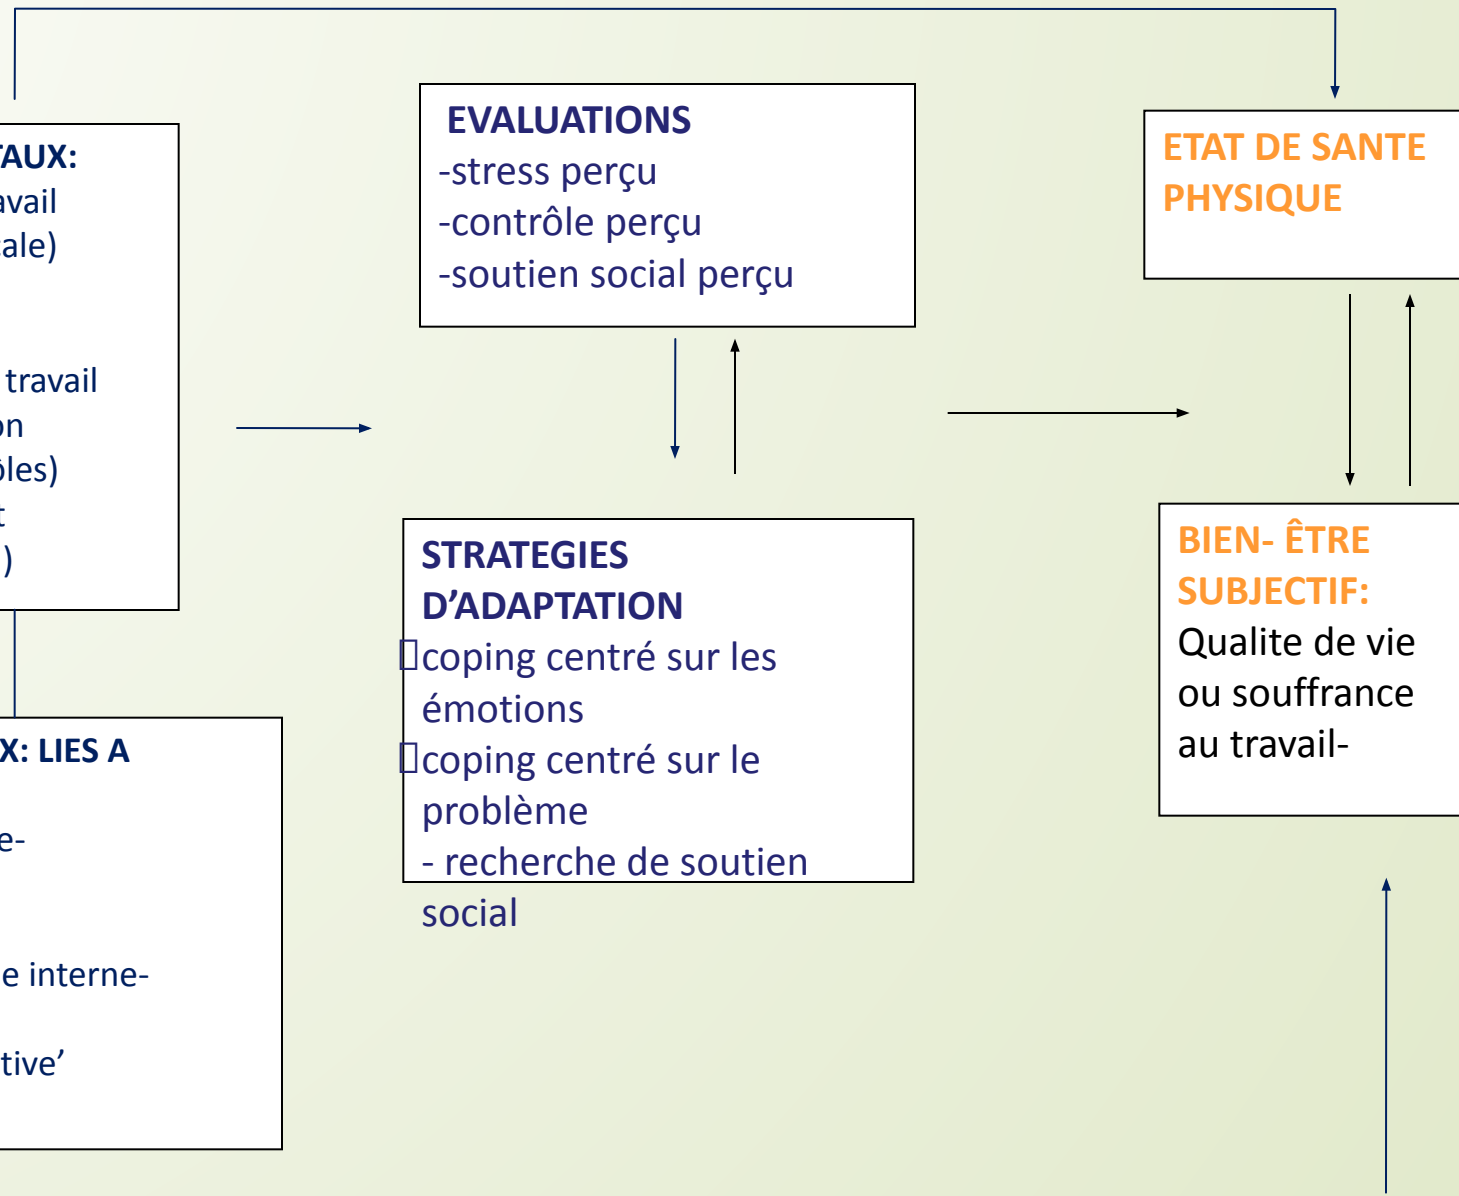 TAUX:
avail
cale)
travail
on
ôles)
t
)
X: LIES A
e-
e interne-
tive’
EVALUATIONS
-stress perçu
-contrôle perçu
-soutien social perçu
STRATEGIES
D’ADAPTATION
coping centré sur les
émotions
coping centré sur le
problème
- recherche de soutien
social
ETAT DE SANTE
PHYSIQUE
BIEN- ÊTRE
SUBJECTIF:
Qualite de vie
ou souffrance
au travail-